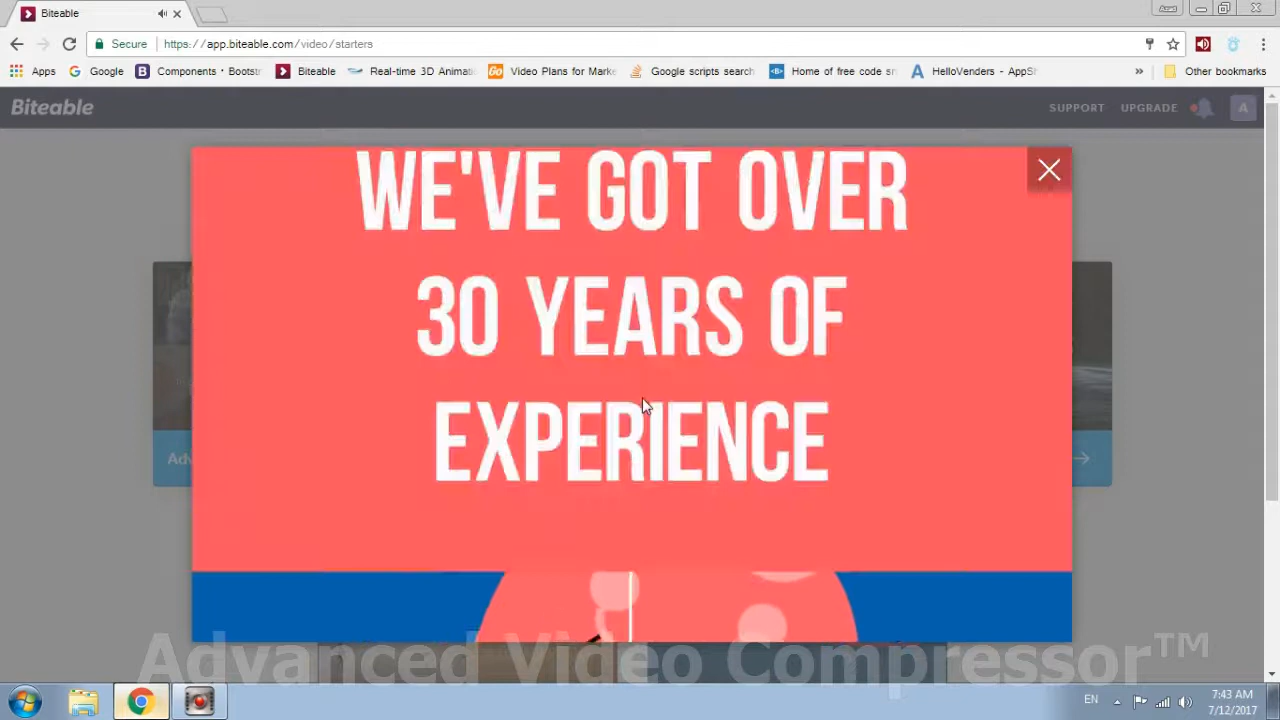 Biteable
Secure https://app.biteable.com/video/starters
Apps Google Components · Bootstr Biteable Real-time 3D Animati Video Plans for Marke Google scripts search Home of free code sn HelloVenders - AppSh » Other bookmarks
Biteable SUPPORT UPGRADE A
WE'VE GOT OVER
30 YEARS OF
EXPERIENCE
Adv
Advanced Video Compressor™
EN 7:43 AM
7/12/2017